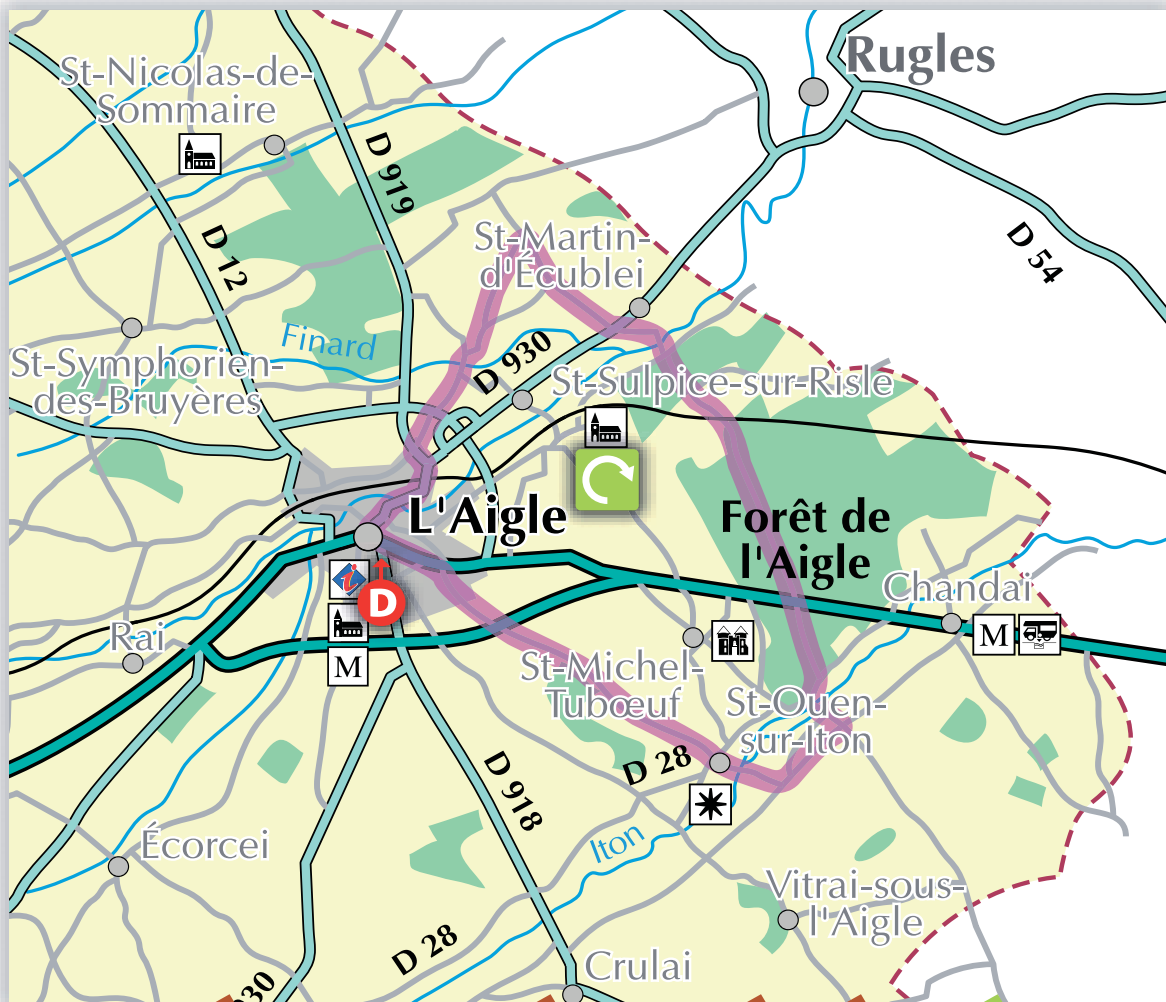 Rugles
St-Nicolas-de-
Sommaire
D 919
D 12
St-Martin-
d'Écublei
D 54
Finard
D 930
St-Symphorien-
des-Bruyères
St-Sulpice-sur-Risle
L'Aigle
Forêt de
l'Aigle
Chandai
i
D
M
M
Rai
St-Michel-
Tubœuf
St-Ouen-
sur-Iton
D 28
D 918
Iton
Écorcei
Vitrai-sous-
l'Aigle
D 28
Crulai
930